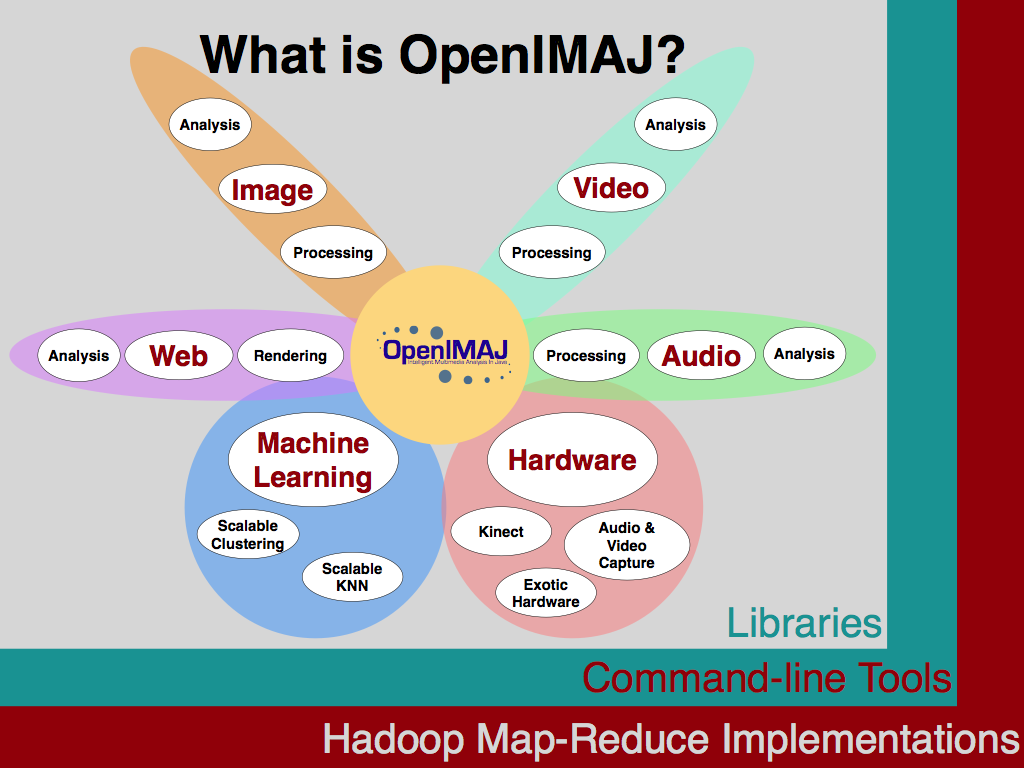 What is OpenIMAJ?
Analysis
Image
Processing
Analysis
Video
Processing
Analysis
Web
Rendering
OpenIMAJ
Intelligent Multimedia Analysis In Java
Processing
Audio
Analysis
Machine
Learning
Scalable
Clustering
Scalable
KNN
Hardware
Kinect
Audio &
Video
Capture
Exotic
Hardware
Libraries
Command-line Tools
Hadoop Map-Reduce Implementations